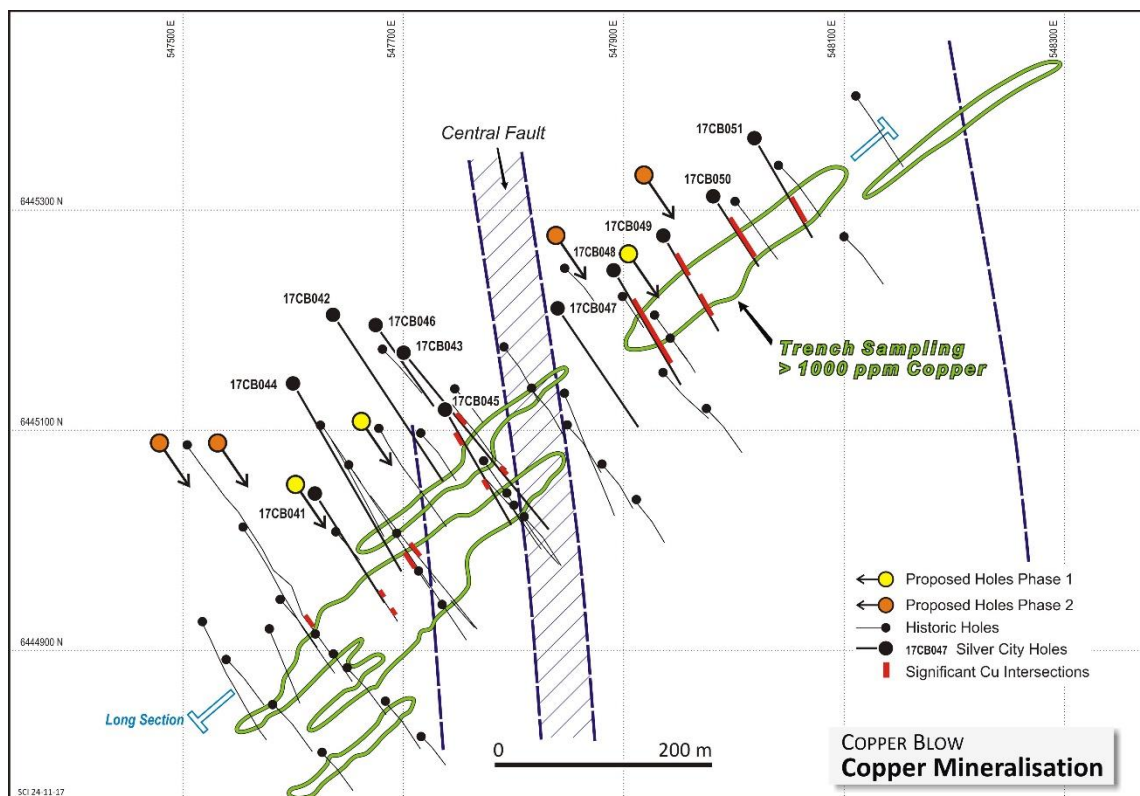 547500 E
547700 E
547900 E
548100 E
548300 E
Central Fault
17CB051
17CB050
6445300 N
17CB049
17CB048
17CB042
17CB046
17CB047
17CB043
Trench Sampling
> 1000 ppm Copper
17CB044
17CB045
6445100 N
17CB041
Proposed Holes Phase 1
Proposed Holes Phase 2
Historic Holes
6444900 N
17CB047 Silver City Holes
Significant Cu Intersections
Long Section
0 200 m
COPPER BLOW
Copper Mineralisation
SCI 24-11-17